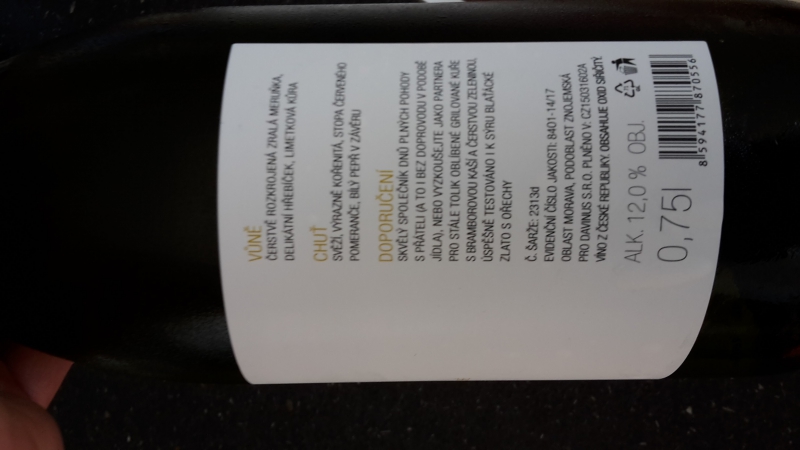 VŮNĚ
ČERSTVĚ ROZKROJENÁ ZRALÁ MERUŇKA,
DELIKÁTNÍ HŘEBÍČEK, LIMETKOVÁ KŮRA
CHUŤ
SVĚŽÍ, VÝRAZNĚ KOŘENITÁ, STOPA ČERVENÉHO
POMERANČE, BÍLÝ PEPŘ V ZÁVĚRU
DOPORUČENÍ
SKVĚLÝ SPOLEČNÍK DNŮ PLNÝCH POHODY
S PŘÁTELI (A TO I BEZ DOPROVODU V PODOBĚ
JÍDLA), NEBO VYZKOUŠEJTE JAKO PARTNERA
PRO STÁLE TOLIK OBLÍBENÉ GRILOVANÉ KUŘE
S BRAMBOROVOU KAŠÍ A ČERSTVOU ZELENINOU.
ÚSPĚŠNĚ TESTOVÁNO I K SÝRU BLAŤÁCKÉ
ZLATO S OŘECHY
Č. ŠARŽE: 2313d
EVIDENČNÍ ČÍSLO JAKOSTI: 8401-14/17
OBLAST MORAVA, PODOBLAST ZNOJEMSKÁ
PRO DAVINUS S.R.O. PLNĚNO V: CZ15031602A
VÍNO Z ČESKÉ REPUBLIKY. OBSAHUJE OXID SIŘIČITÝ.
ALK. 12,0 % OBJ.
0,75l
8 594177 870556